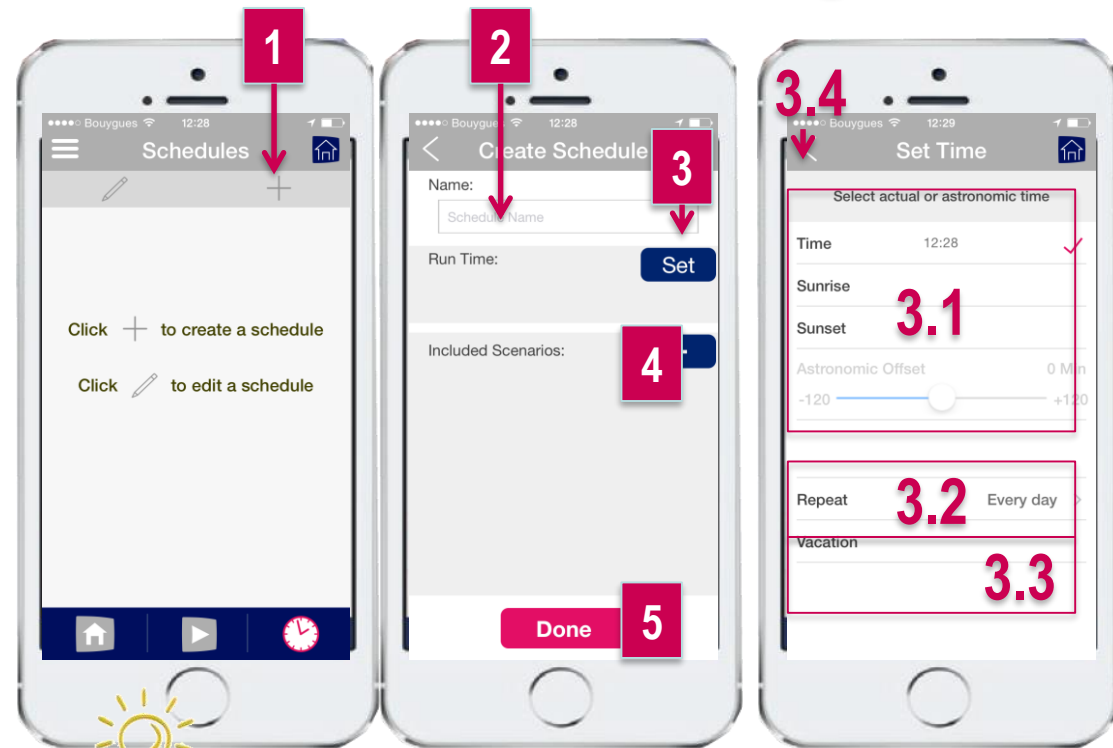 1
Bouygues 12:28
Schedules
Click + to create a schedule
Click to edit a schedule
2
Bouygues 12:28
Create Schedule
3
Name:
Schedule Name
Run Time:
Set
Included Scenarios:
4
Done
5
3.4
Bouygues 12:29
Set Time
Select actual or astronomic time
Time 12:28
Sunrise
3.1
Sunset
Astronomic Offset 0 Min
-120 +120
Repeat 3.2 Every day >
Vacation
3.3